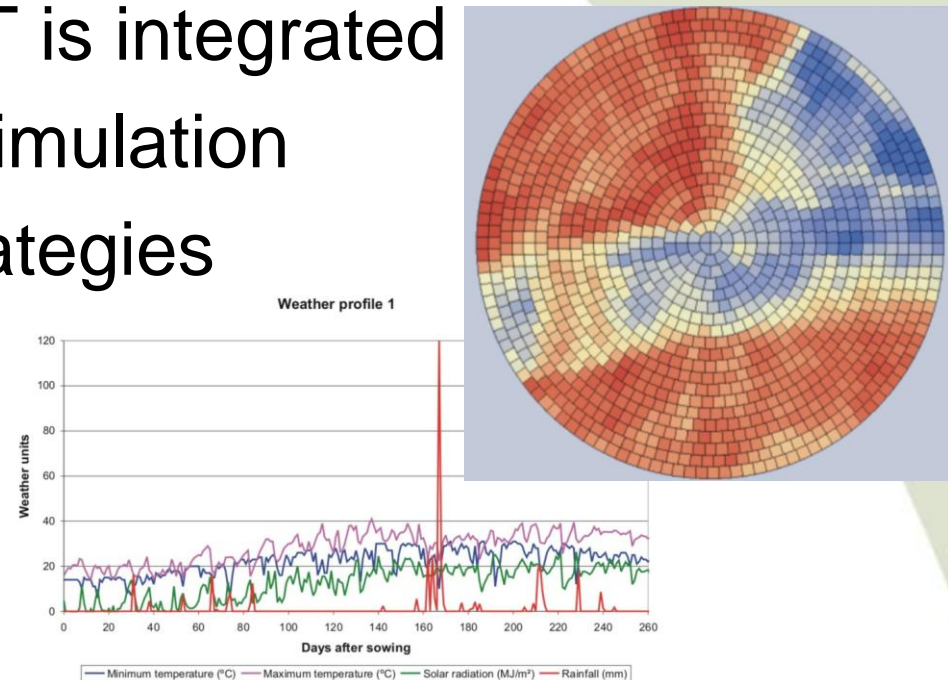 is integrated
Weather profile 1
120
100
80
60
40
20
0
Weather units
0 20 40 60 80 100 120 140 160 180 200 220 240 260
Days after sowing
Minimum temperature (ºC) Maximum temperature (ºC) Solar radiation (MJ/m²) Rainfall (mm)